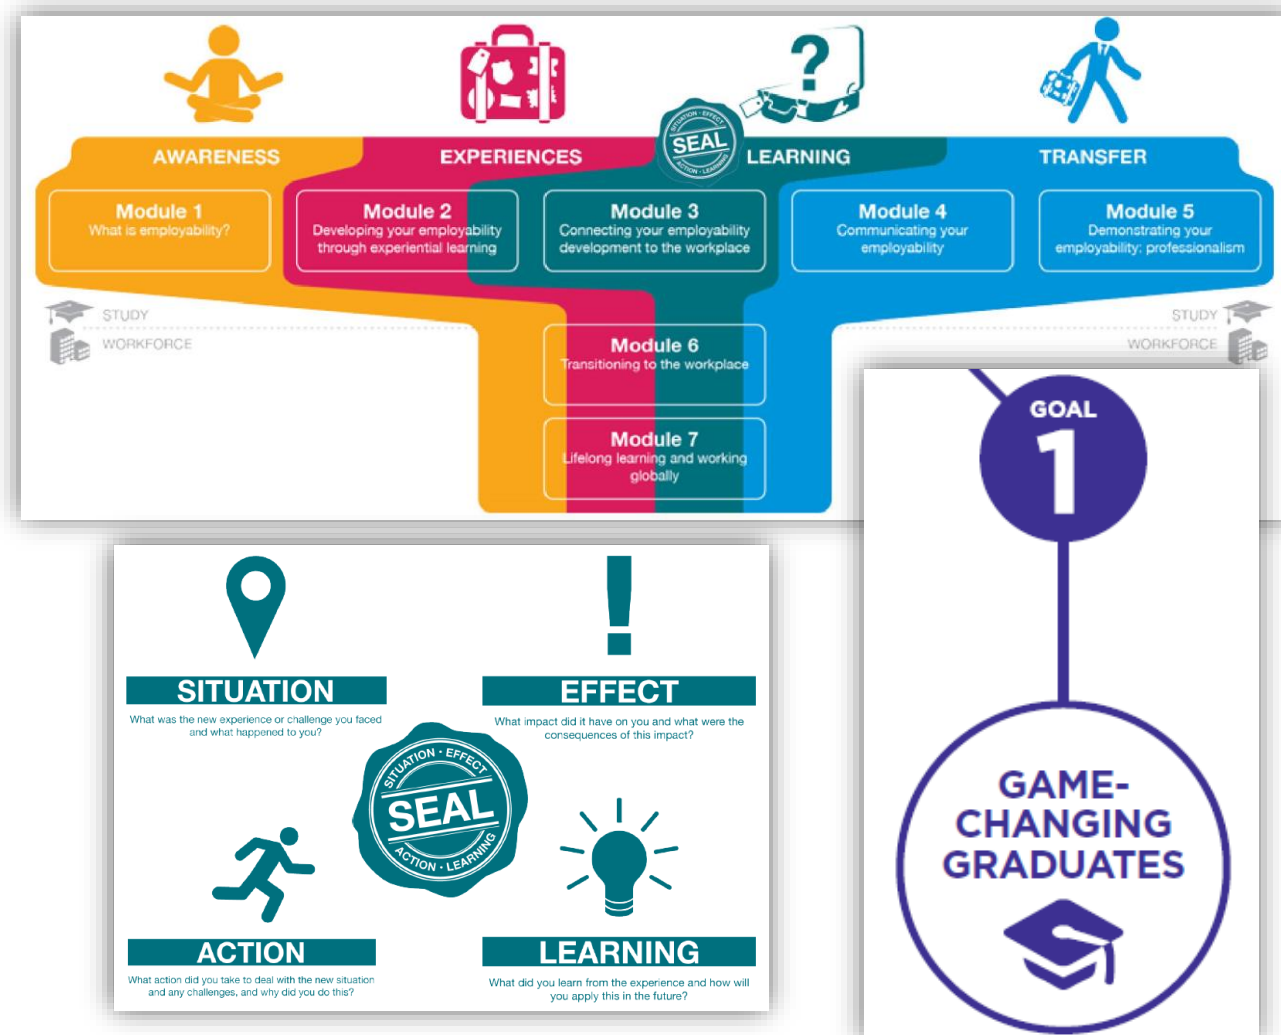 AWARENESS
EXPERIENCES
SITUATION · EFFECT
SEAL
ACTION · LEARNING
LEARNING
TRANSFER
Module 1
What is employability?
Module 2
Developing your employability
through experiential learning
Module 3
Connecting your employability
development to the workplace
Module 4
Communicating your
employability
Module 5
Demonstrating your
employability: professionalism
STUDY
WORKFORCE
STUDY
WORKFORCE
Module 6
Transitioning to the workplace
Module 7
Lifelong learning and working
globally
GOAL
1
GAME-
CHANGING
GRADUATES
SITUATION
What was the new experience or challenge you faced
and what happened to you?
EFFECT
What impact did it have on you and what were the
consequences of this impact?
SITUATION · EFFECT
SEAL
ACTION · LEARNING
ACTION
What action did you take to deal with the new situation
and any challenges, and why did you do this?
LEARNING
What did you learn from the experience and how will
you apply this in the future?